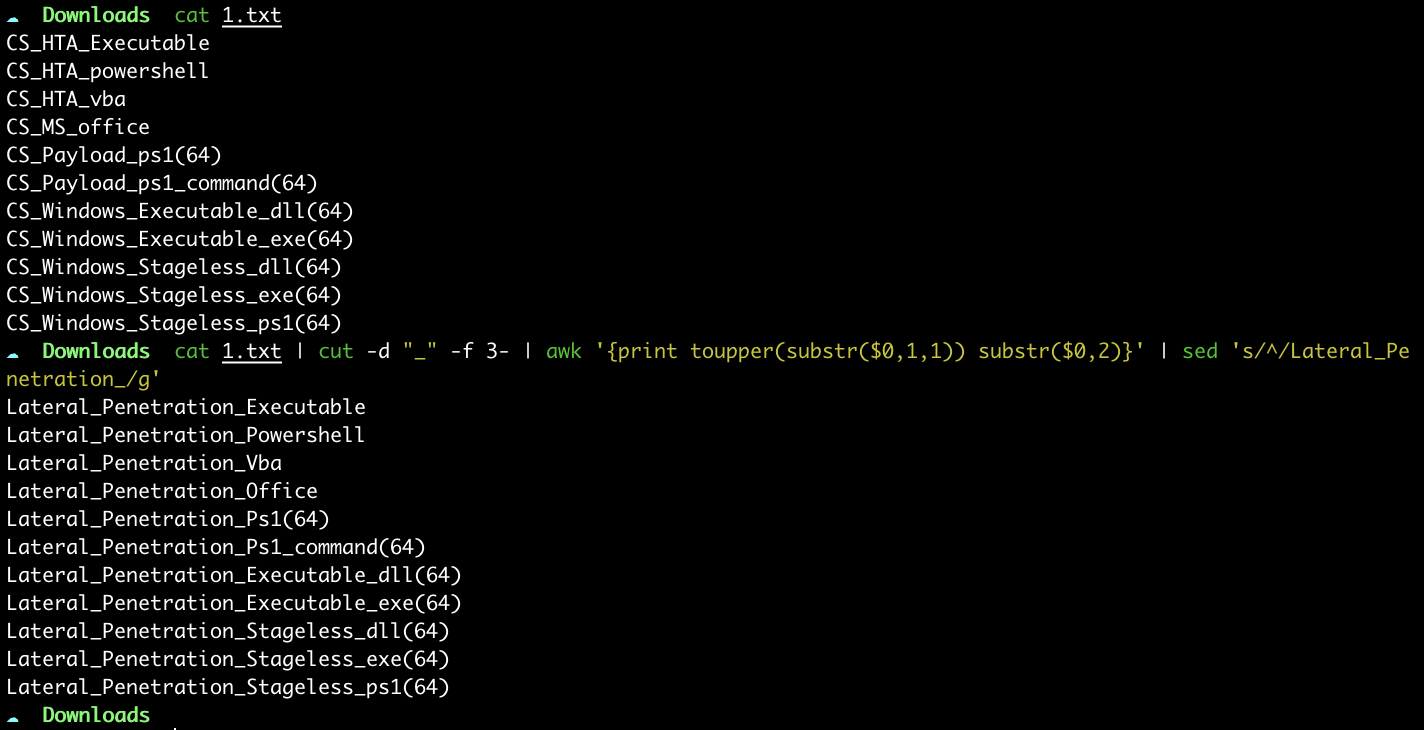 ☁  Downloads  cat 1.txt
CS_HTA_Executable
CS_HTA_powershell
CS_HTA_vba
CS_MS_office
CS_Payload_ps1(64)
CS_Payload_ps1_command(64)
CS_Windows_Executable_dll(64)
CS_Windows_Executable_exe(64)
CS_Windows_Stageless_dll(64)
CS_Windows_Stageless_exe(64)
CS_Windows_Stageless_ps1(64)
☁  Downloads  cat 1.txt | cut -d "_" -f 3- | awk '{print toupper(substr($0,1,1)) substr($0,2)}' | sed 's/^/Lateral_Pe
netration_/g'
Lateral_Penetration_Executable
Lateral_Penetration_Powershell
Lateral_Penetration_Vba
Lateral_Penetration_Office
Lateral_Penetration_Ps1(64)
Lateral_Penetration_Ps1_command(64)
Lateral_Penetration_Executable_dll(64)
Lateral_Penetration_Executable_exe(64)
Lateral_Penetration_Stageless_dll(64)
Lateral_Penetration_Stageless_exe(64)
Lateral_Penetration_Stageless_ps1(64)
☁  Downloads